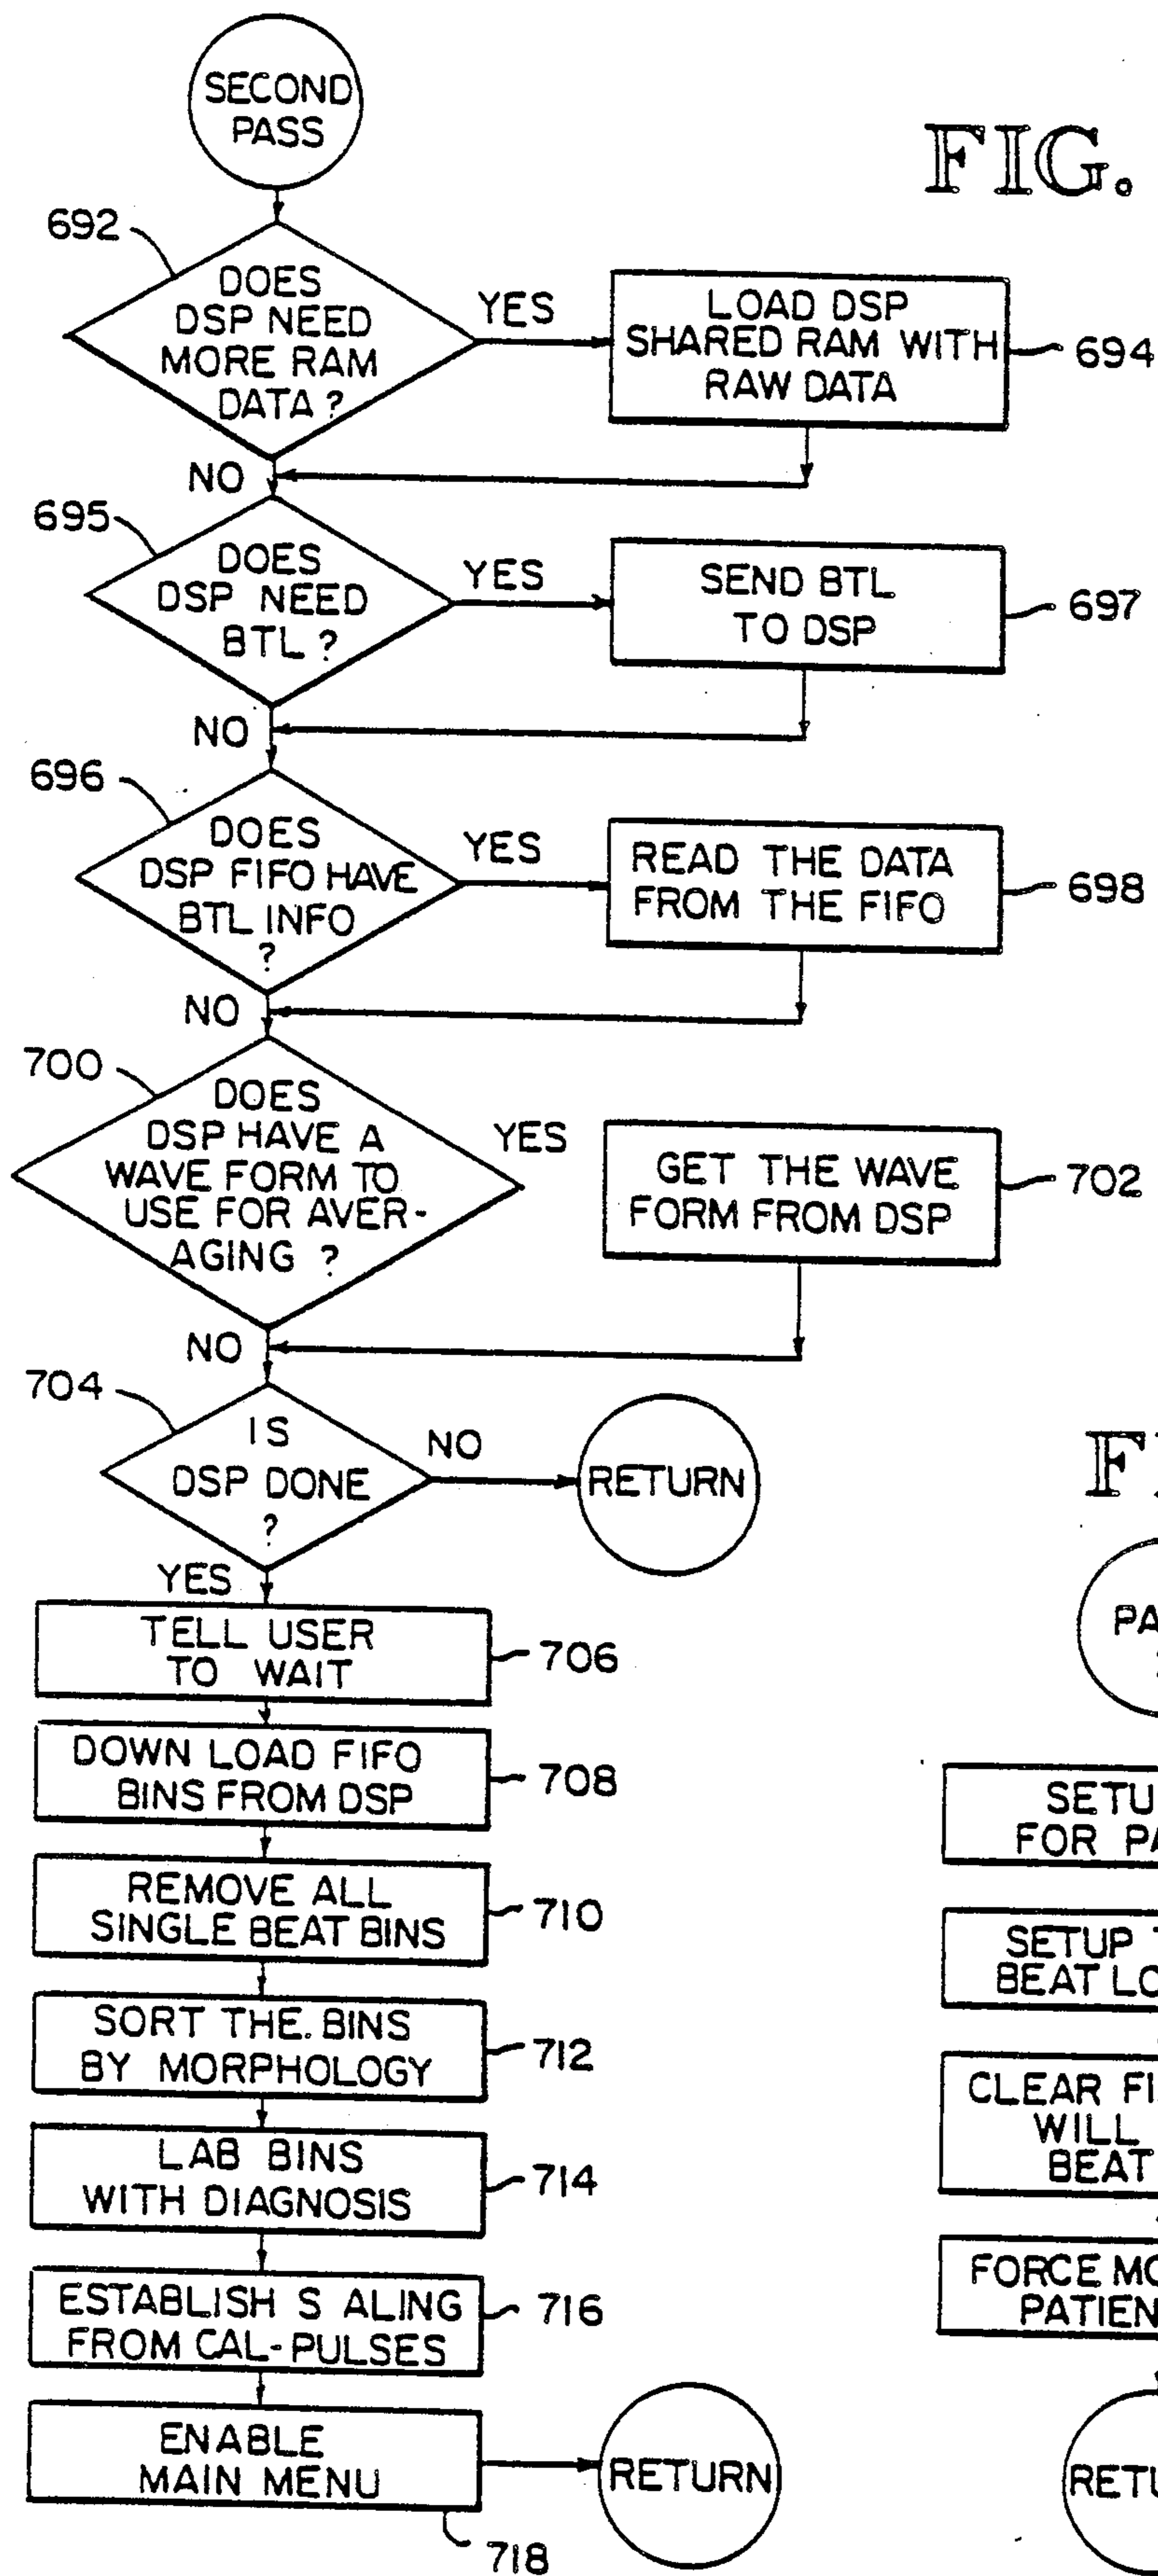 SECOND
PASS
FIG.
692
DOES
DSP NEED
MORE RAM
DATA ?
YES
LOAD DSP
SHARED RAM WITH
RAW DATA
694
NO
695
DOES
DSP NEED
BTL ?
YES
SEND BTL
TO DSP
697
NO
696
DOES
DSP FIFO HAVE
BTL INFO
?
YES
READ THE DATA
FROM THE FIFO
698
NO
700
DOES
DSP HAVE A
WAVE FORM TO
USE FOR AVER-
AGING ?
YES
GET THE WAVE
FORM FROM DSP
702
NO
704
IS
DSP DONE
?
NO
RETURN
YES
TELL USER
TO WAIT
706
DOWN LOAD FIFO
BINS FROM DSP
708
REMOVE ALL
SINGLE BEAT BINS
710
SORT THE. BINS
BY MORPHOLOGY
712
LAB BINS
WITH DIAGNOSIS
714
ESTABLISH S ALING
FROM CAL-PULSES
716
ENABLE
MAIN MENU
718
RETURN
F
PA
SETU
FOR PA
SETUP
BEAT LO
CLEAR FI
WILL
BEAT
FORCE MO
PATIEN
RETU